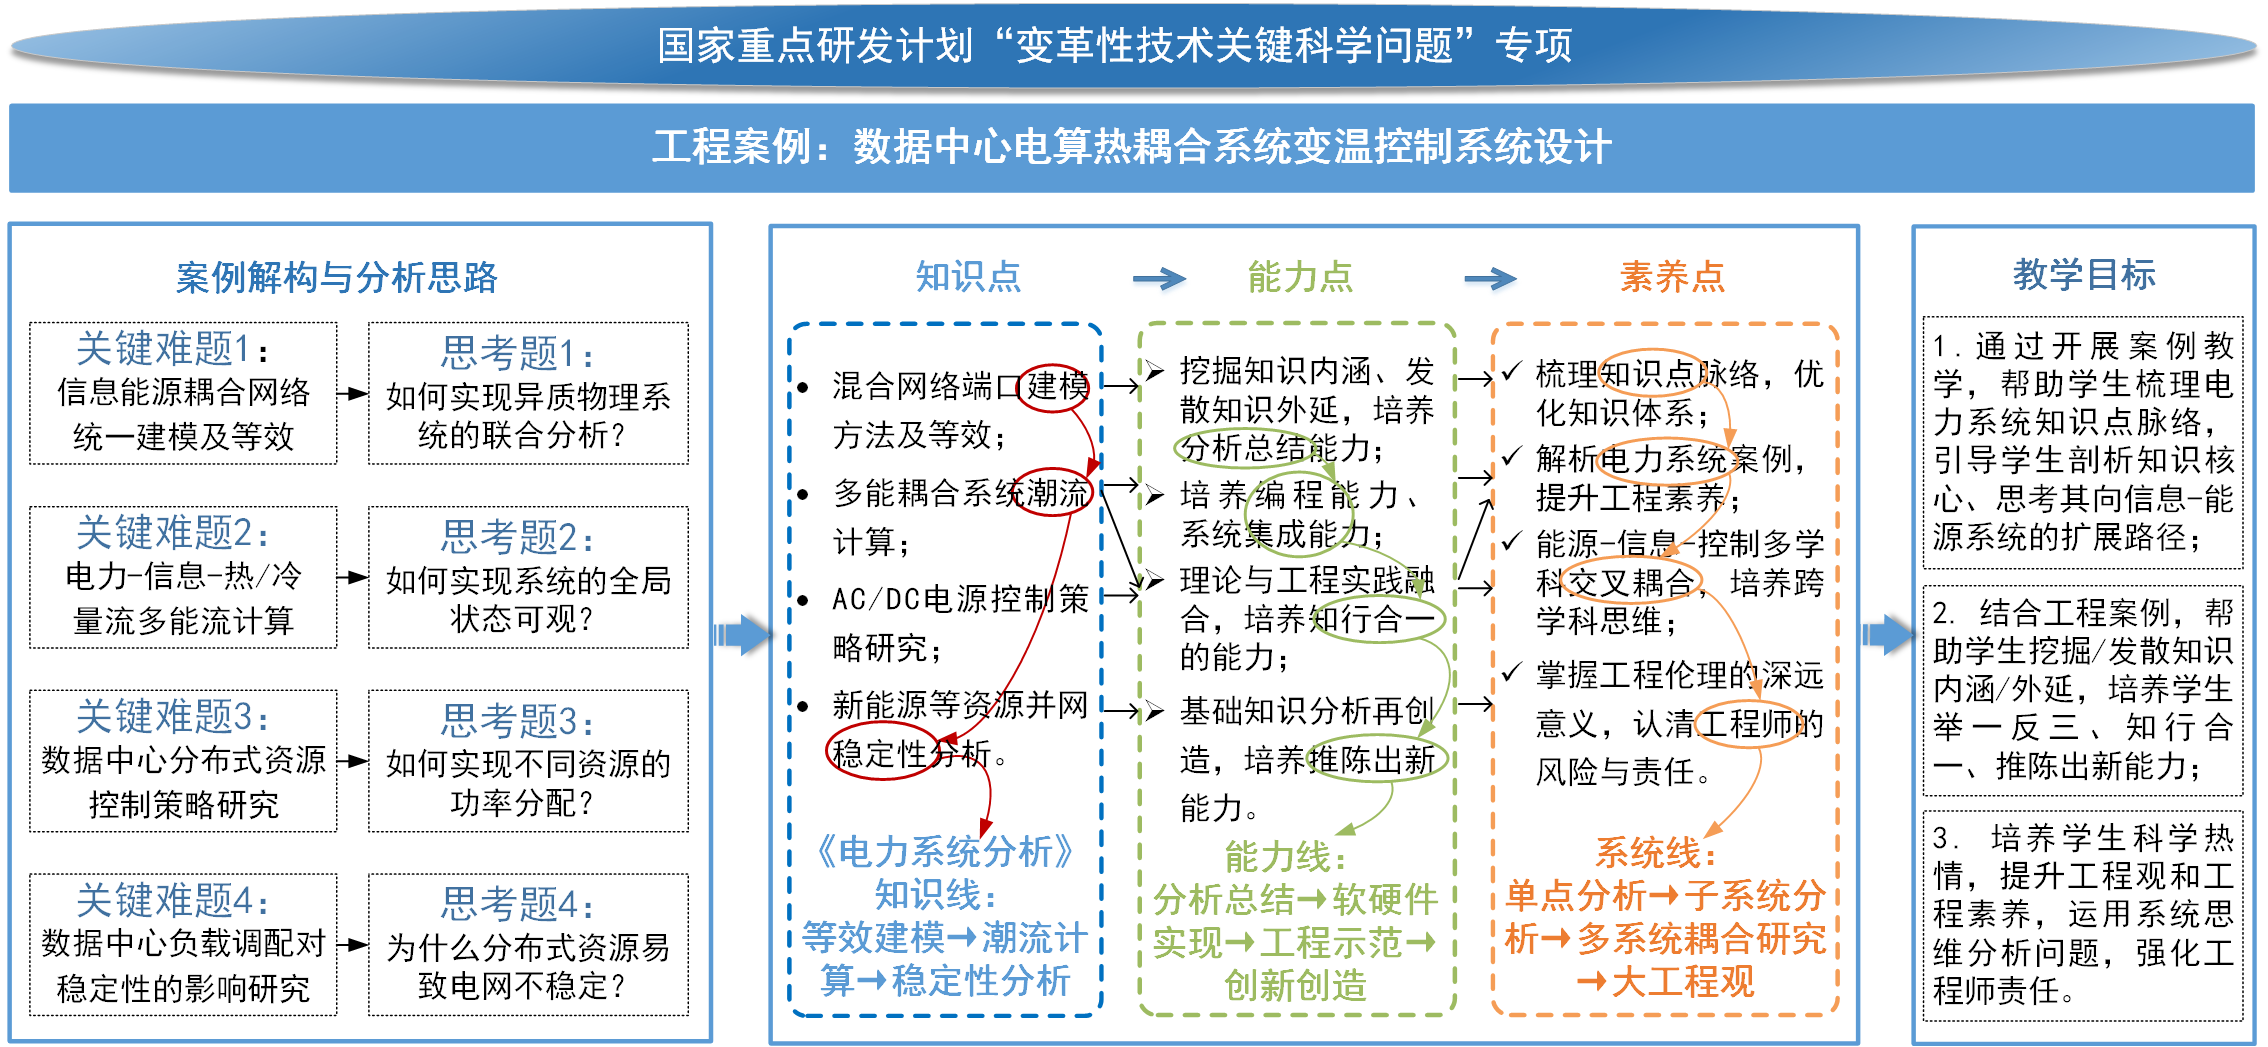 国家重点研发计划“变革性技术关键科学问题”专项
工程案例：数据中心电算热耦合系统变温控制系统设计
案例解构与分析思路
关键难题1：
信息能源耦合网络
统一建模及等效
思考题1：
如何实现异质物理系
统的联合分析？
关键难题2：
电力-信息-热/冷
量流多能流计算
思考题2：
如何实现系统的全局
状态可观？
关键难题3：
数据中心分布式资源
控制策略研究
思考题3：
如何实现不同资源的
功率分配？
关键难题4：
数据中心负载调配对
稳定性的影响研究
思考题4：
为什么分布式资源易
致电网不稳定？
知识点
• 混合网络端口建模
方法及等效；
• 多能耦合系统潮流
计算；
• AC/DC电源控制策
略研究；
• 新能源等资源并网
稳定性分析。
《电力系统分析》
知识线：
等效建模→潮流计
算→稳定性分析
能力点
➢ 挖掘知识内涵、发
散知识外延，培养
分析总结能力；
➢ 培养编程能力、
系统集成能力；
➢ 理论与工程实践融
合，培养知行合一
的能力；
➢ 基础知识分析再创
造，培养推陈出新
能力。
能力线：
分析总结→软硬件
实现→工程示范→
创新创造
素养点
✓ 梳理知识点脉络，优
化知识体系；
✓ 解析电力系统案例，
提升工程素养；
✓ 能源-信息-控制多学
科交叉耦合，培养跨
学科思维；
✓ 掌握工程伦理的深远
意义，认清工程师的
风险与责任。
系统线：
单点分析→子系统分
析→多系统耦合研究
→大工程观
教学目标
1.通过开展案例教
学，帮助学生梳理电
力系统知识点脉络，
引导学生剖析知识核
心、思考其向信息-能
源系统的扩展路径；
2. 结合工程案例，帮
助学生挖掘/发散知识
内涵/外延，培养学生
举一反三、知行合
一、推陈出新能力；
3. 培养学生科学热
情，提升工程观和工
程素养，运用系统思
维分析问题，强化工
程师责任。